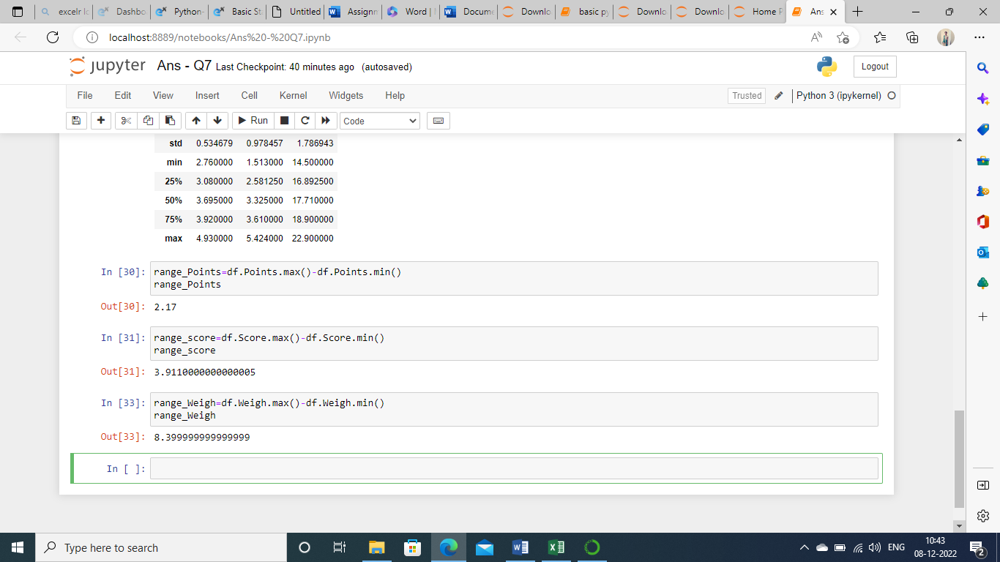 excelr lo
Dashbo
Python-
Basic St
Untitled
Assignm
Word |
Docume
Downlo
basic py
Downlo
Downlo
Home P
Ans
localhost:8889/notebooks/Ans%20-%20Q7.ipynb
jupyter Ans - Q7 Last Checkpoint: 40 minutes ago (autosaved)
Logout
File Edit View Insert Cell Kernel Widgets Help
Trusted
Python 3 (ipykernel)
Run
Code
std 0.534679 0.978457 1.786943
min 2.760000 1.513000 14.500000
25% 3.080000 2.581250 16.892500
50% 3.695000 3.325000 17.710000
75% 3.920000 3.610000 18.900000
max 4.930000 5.424000 22.900000
In [30]: range_Points=df.Points.max()-df.Points.min()
range_Points
Out[30]: 2.17
In [31]: range_score=df.Score.max()-df.Score.min()
range_score
Out[31]: 3.9110000000000005
In [33]: range_Weigh=df.Weigh.max()-df.Weigh.min()
range_Weigh
Out[33]: 8.399999999999999
In [ ]:
Type here to search
ENG
10:43
08-12-2022
2